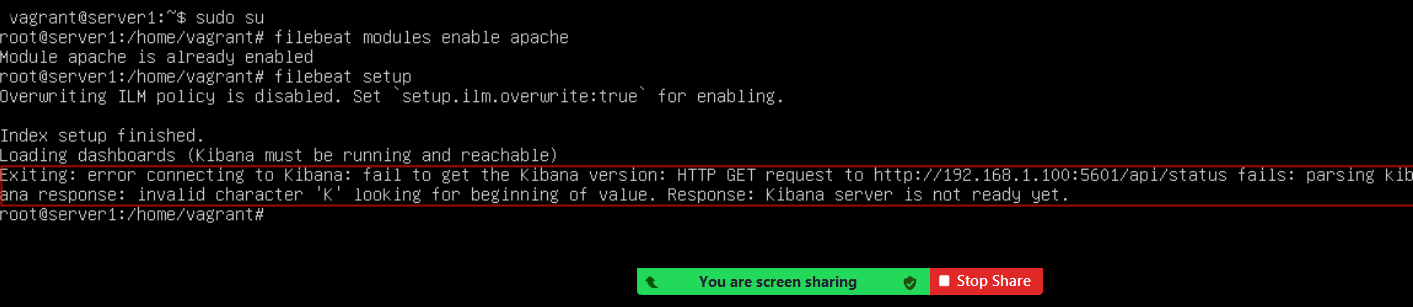 vagrant@server1:~$ sudo su
root@server1:/home/vagrant# filebeat modules enable apache
Module apache is already enabled
root@server1:/home/vagrant# filebeat setup
Overwriting ILM policy is disabled. Set `setup.ilm.overwrite:true` for enabling.
Index setup finished.
Loading dashboards (Kibana must be running and reachable)
Exiting: error connecting to Kibana: fail to get the Kibana version: HTTP GET request to http://192.168.1.100:5601/api/status fails: parsing kib
ana response: invalid character 'K' looking for beginning of value. Response: Kibana server is not ready yet.
root@server1:/home/vagrant#
You are screen sharing
Stop Share